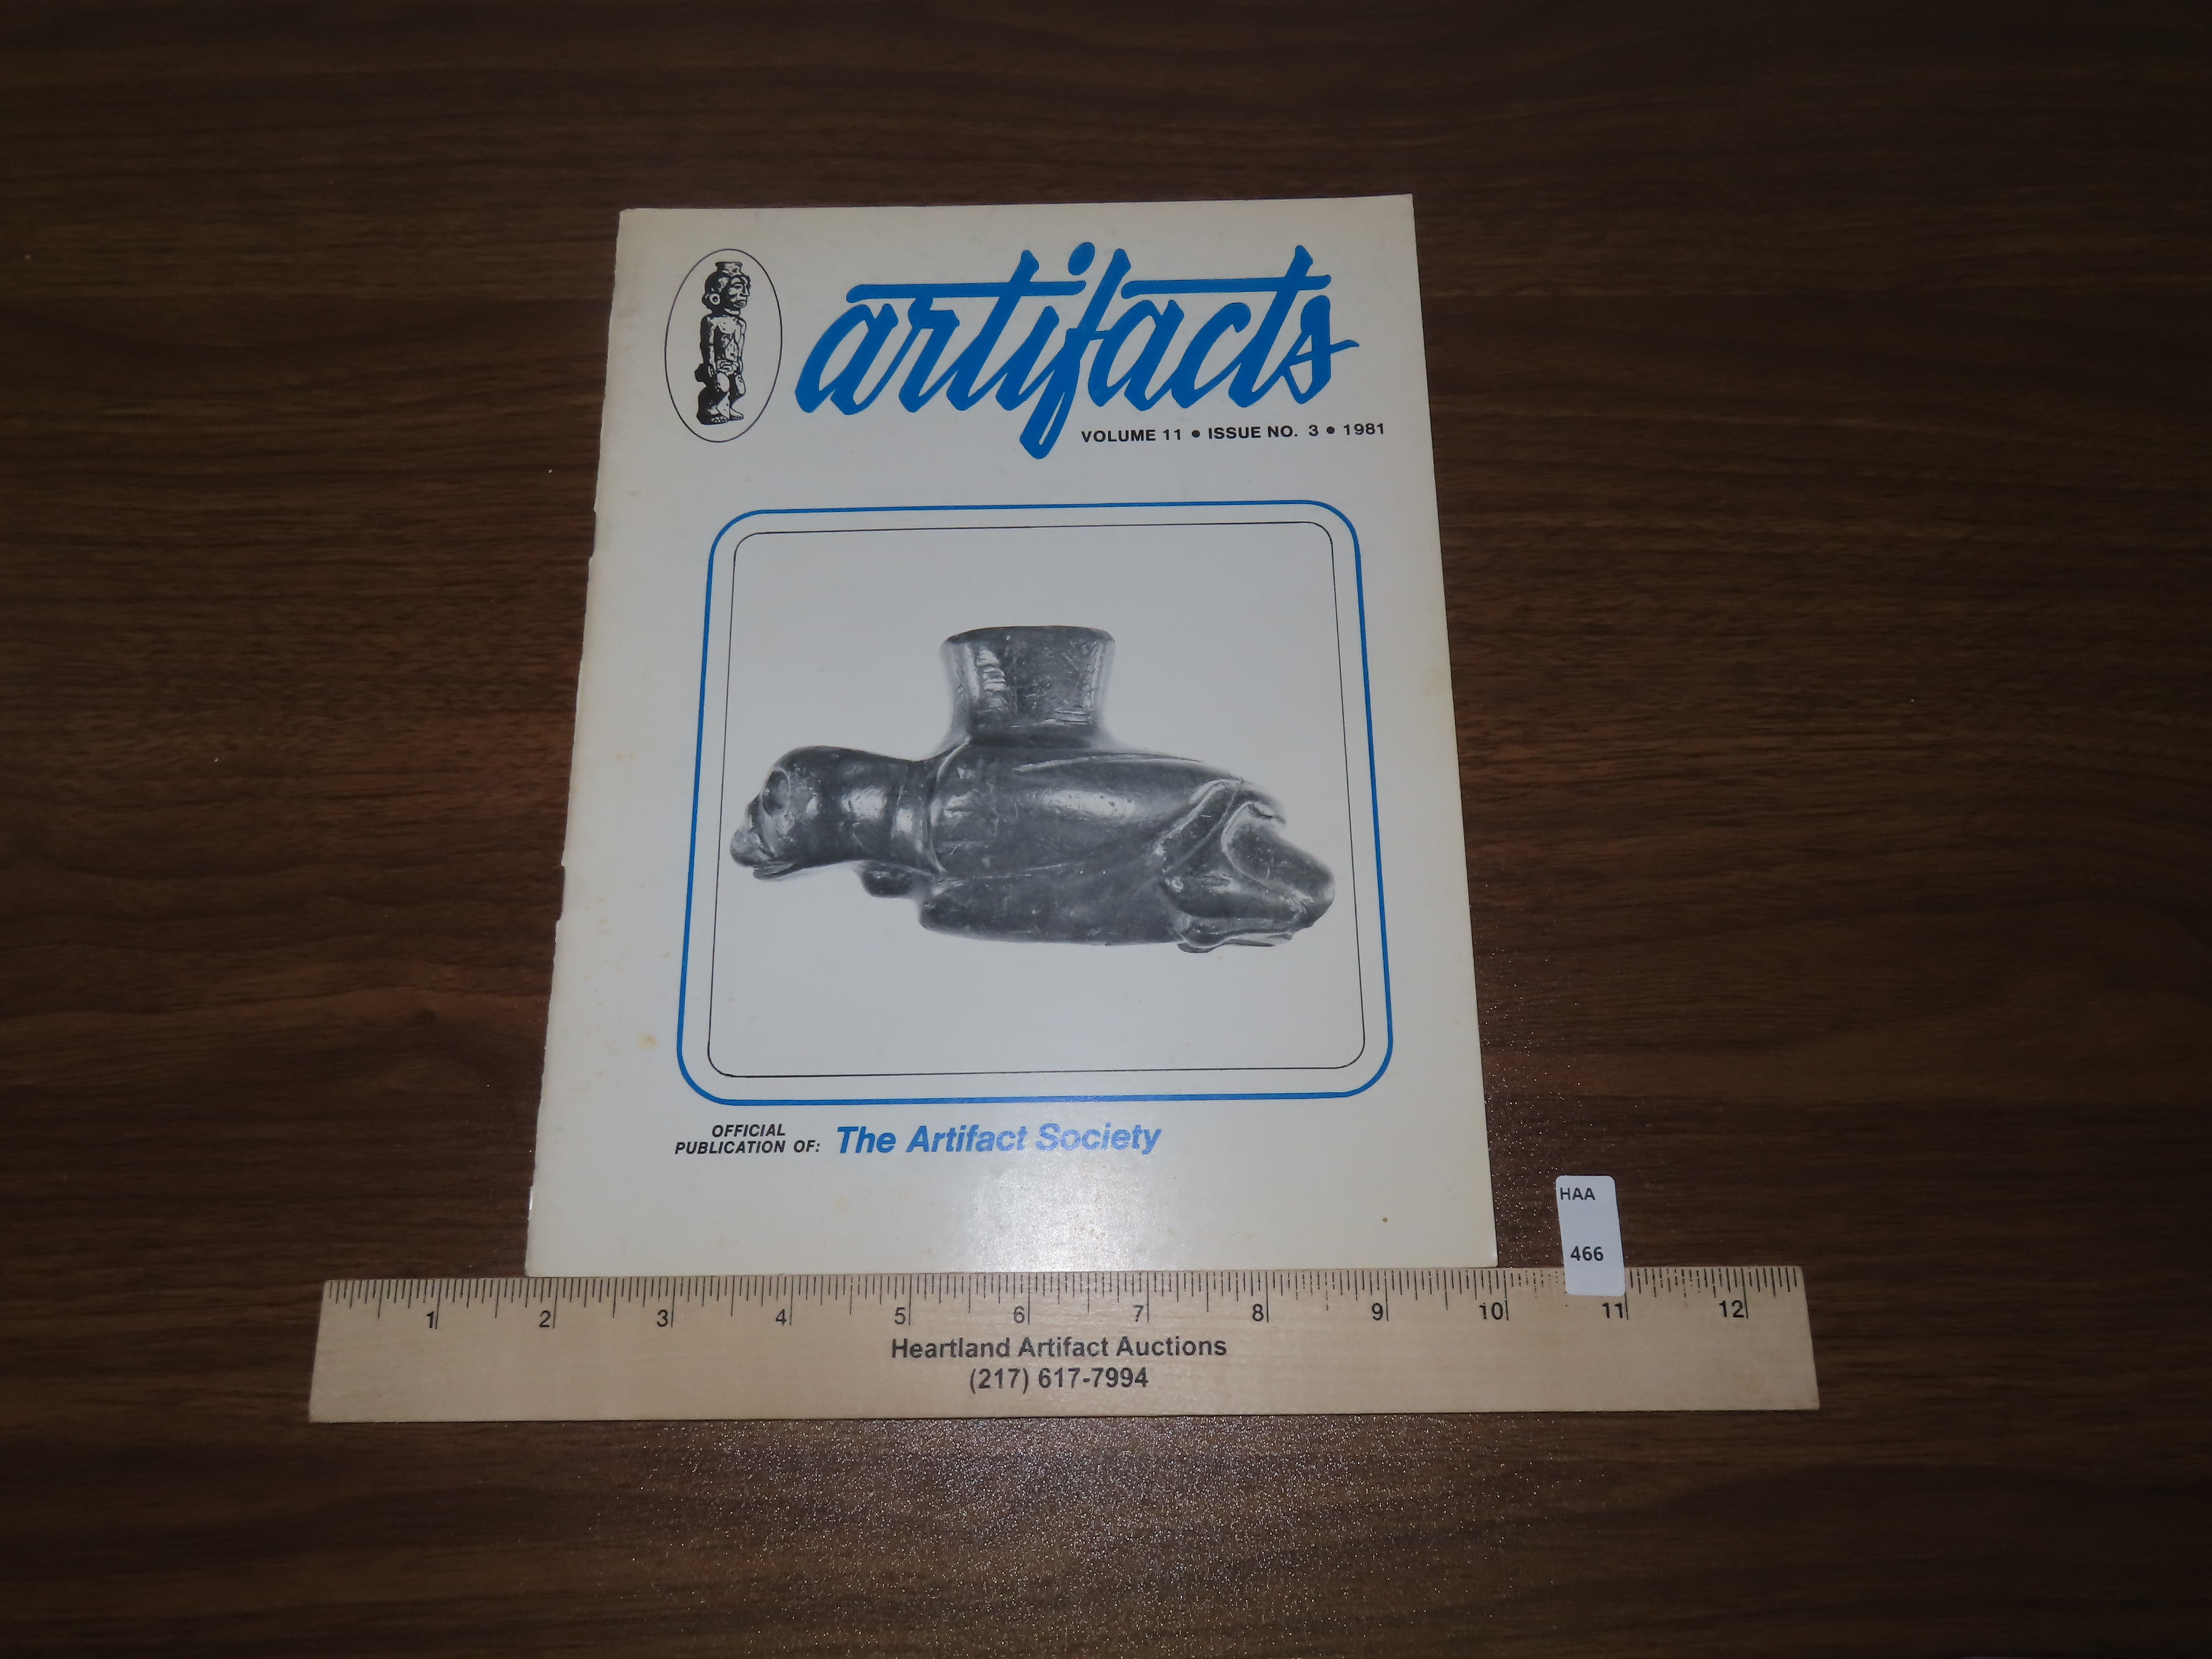 artifacts
VOLUME 11 • ISSUE NO. 3 • 1981
OFFICIAL
PUBLICATION OF: The Artifact Society
HAA
466
1 2 3 4 5 6 7 8 9 10 11 12
Heartland Artifact Auctions
(217) 617-7994